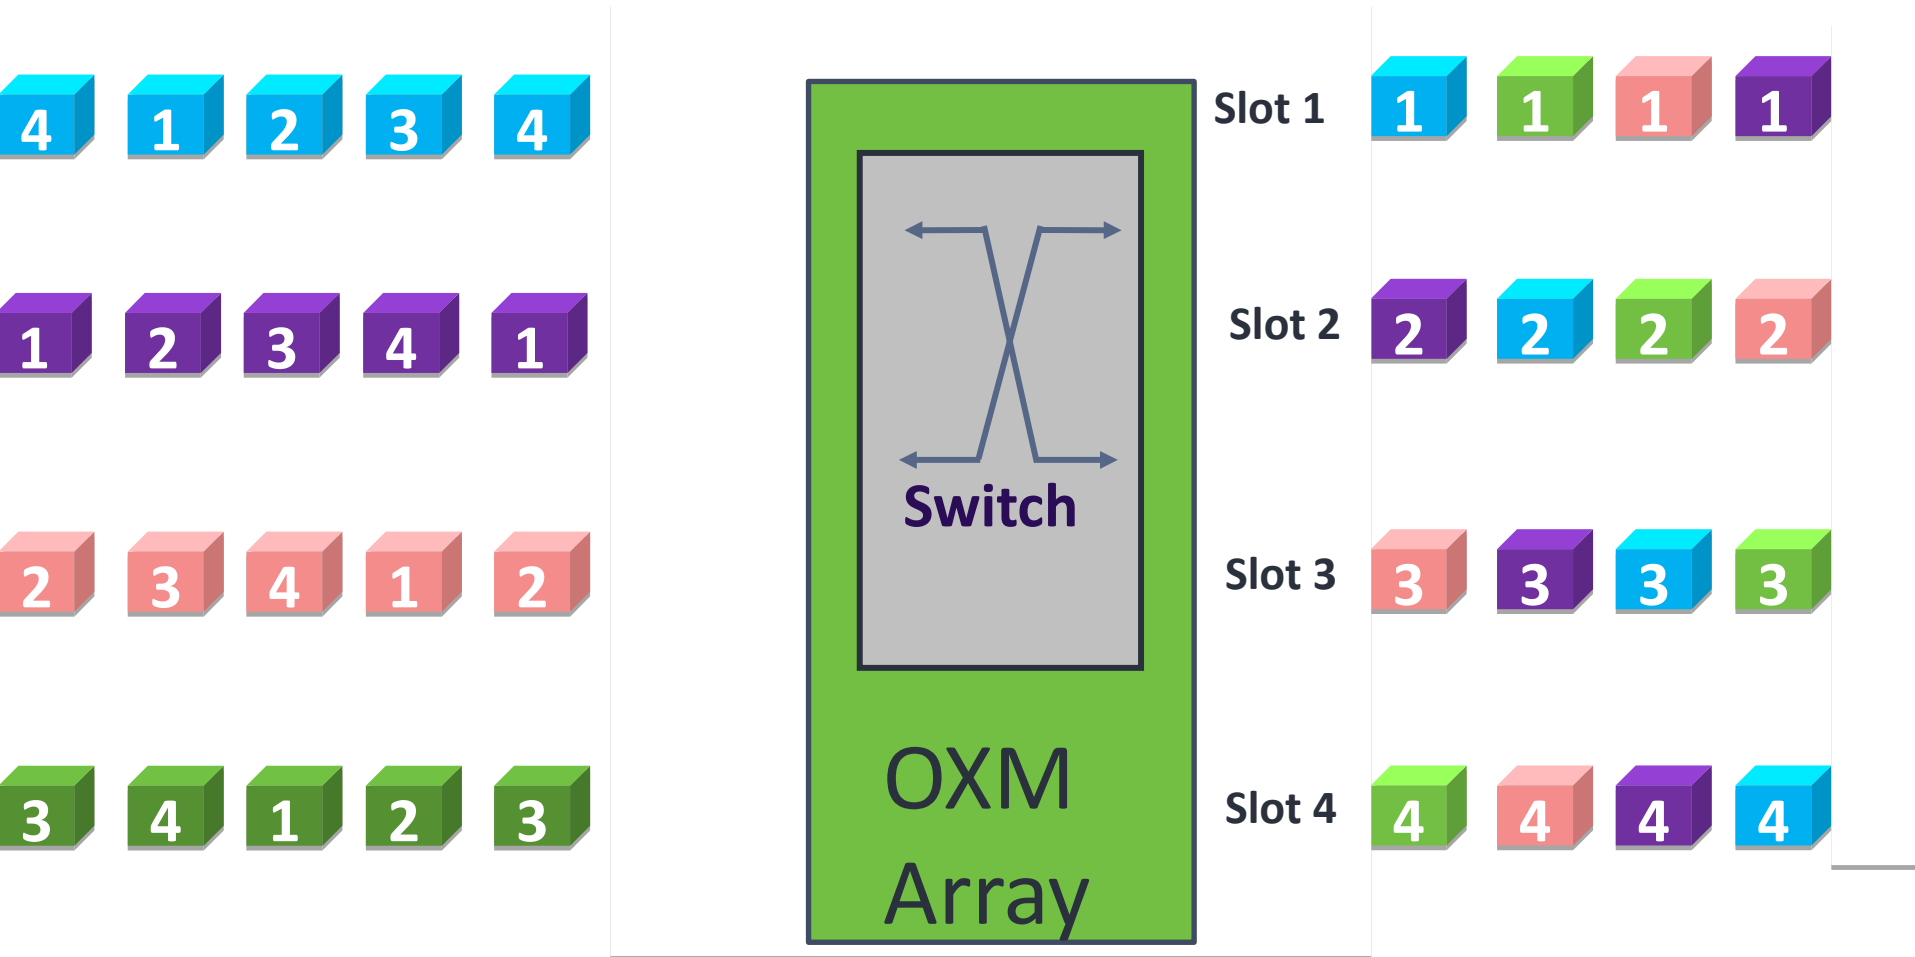 4 1 2 3 4
Slot 1
1 1 1 1
1 2 3 4 1
Slot 2
2 2 2 2
Switch
2 3 4 1 2
Slot 3
3 3 3 3
3 4 1 2 3
OXM
Array
Slot 4
4 4 4 4